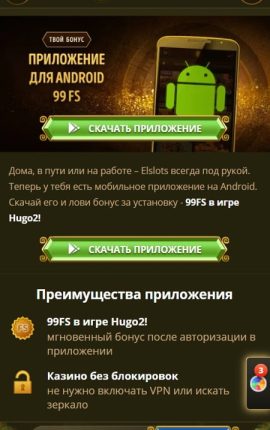 ТВОЙ БОНУС
ПРИЛОЖЕНИЕ
ДЛЯ ANDROID
99 FS
СКАЧАТЬ ПРИЛОЖЕНИЕ
Дома, в пути или на работе – Elslots всегда под рукой.
Теперь у тебя есть мобильное приложение на Android.
Скачай его и лови бонус за установку - 99FS в игре
Hugo2!
СКАЧАТЬ ПРИЛОЖЕНИЕ
Преимущества приложения
99FS в игре Hugo2!
мгновенный бонус после авторизации в
приложении
3
Казино без блокировок
не нужно включать VPN или искать
зеркало